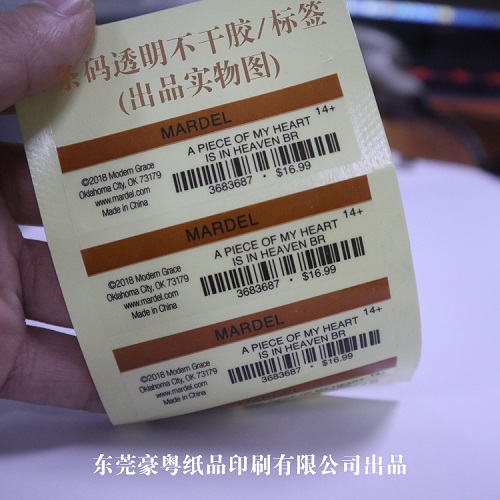 条码透明不干胶/标签
(出品实物图)
MARDEL
A PIECE OF MY HEART 14+
IS IN HEAVEN BR
3683687 · $16.99
©2018 Modern Grace
Oklahoma City, OK 73179
www.mardel.com
Made in China
MARDEL
A PIECE OF MY HEART 14+
IS IN HEAVEN BR
3683687 · $16.99
©2018 Modern Grace
Oklahoma City, OK 73179
www.mardel.com
Made in China
MARDEL
A PIECE OF MY HEART 14+
IS IN HEAVEN BR
3683687 · $16.99
©2018 Modern Grace
Oklahoma City, OK 73179
www.mardel.com
Made in China
东莞豪粤纸品印刷有限公司出品